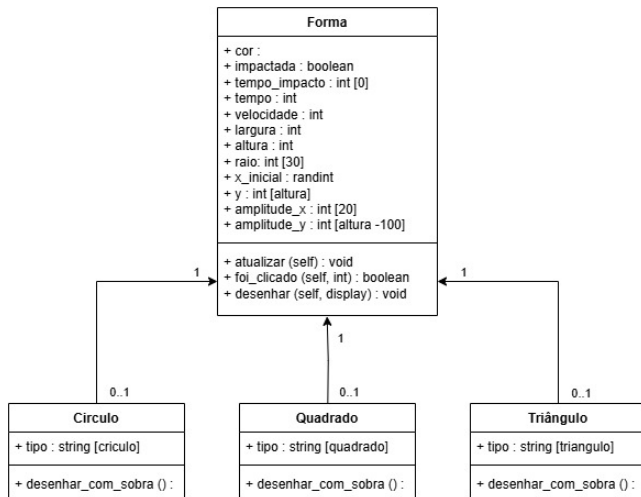 Forma
+ cor :
+ impactada : boolean
+ tempo_impacto : int [0]
+ tempo : int
+ velocidade : int
+ largura : int
+ altura : int
+ raio: int [30]
+ x_inicial : randint
+ y : int [altura]
+ amplitude_x : int [20]
+ amplitude_y : int [altura -100]
+ atualizar (self) : void
+ foi_clicado (self, int) : boolean
+ desenhar (self, display) : void
1
1
1
0..1
0..1
0..1
Circulo
+ tipo : string [criculo]
+ desenhar_com_sobra () :
Quadrado
+ tipo : string [quadrado]
+ desenhar_com_sobra () :
Triângulo
+ tipo : string [triangulo]
+ desenhar_com_sobra () :